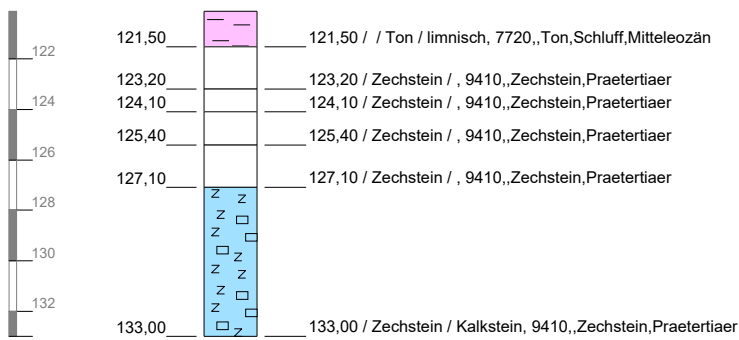 121,50 121,50 / / Ton / limnisch, 7720,,Ton,Schluff,Mitteleozän
122
123,20 123,20 / Zechstein / , 9410,,Zechstein,Praetertiaer
124,10 124,10 / Zechstein / , 9410,,Zechstein,Praetertiaer
124
125,40 125,40 / Zechstein / , 9410,,Zechstein,Praetertiaer
126
127,10 127,10 / Zechstein / , 9410,,Zechstein,Praetertiaer
128
130
132
133,00 133,00 / Zechstein / Kalkstein, 9410,,Zechstein,Praetertiaer